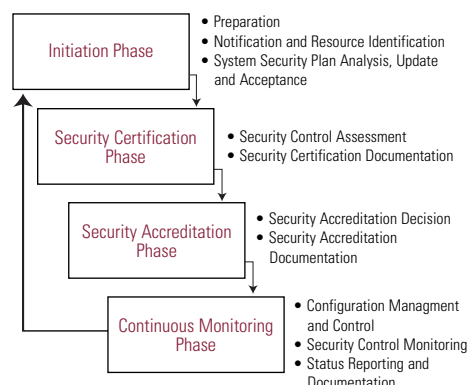 Initiation Phase
• Preparation
• Notification and Resource Identification
• System Security Plan Analysis, Update
and Acceptance
Security Certification
Phase
• Security Control Assessment
• Security Certification Documentation
Security Accreditation
Phase
• Security Accreditation Decision
• Security Accreditation
Documentation
Continuous Monitoring
Phase
• Configuration Managment
and Control
• Security Control Monitoring
• Status Reporting and
Documentation